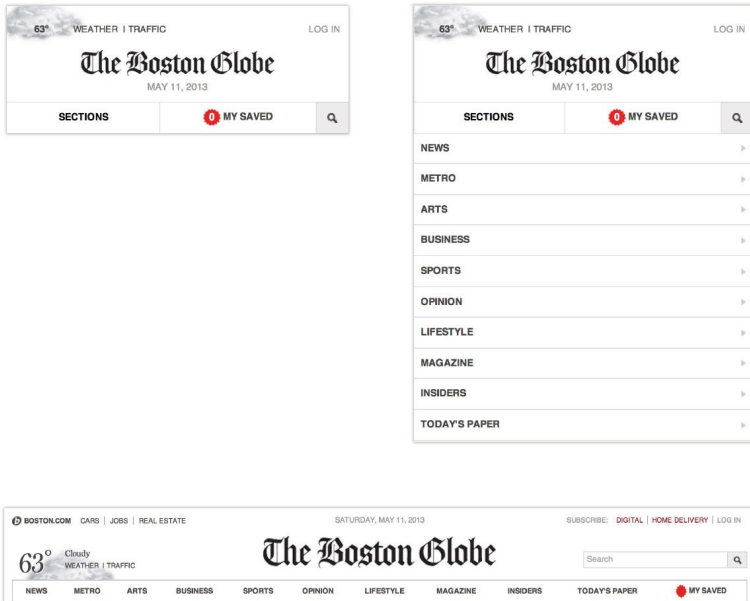 63° WEATHER | TRAFFIC LOG IN
The Boston Globe
MAY 11, 2013
SECTIONS 0 MY SAVED
63° WEATHER | TRAFFIC LOG IN
The Boston Globe
MAY 11, 2013
SECTIONS 0 MY SAVED
NEWS
METRO
ARTS
BUSINESS
SPORTS
OPINION
LIFESTYLE
MAGAZINE
INSIDERS
TODAY'S PAPER
b BOSTON.COM CARS | JOBS | REAL ESTATE SATURDAY, MAY 11, 2013 SUBSCRIBE: DIGITAL | HOME DELIVERY | LOG IN
63° Cloudy
WEATHER | TRAFFIC
The Boston Globe
Search
NEWS METRO ARTS BUSINESS SPORTS OPINION LIFESTYLE MAGAZINE INSIDERS TODAY'S PAPER MY SAVED